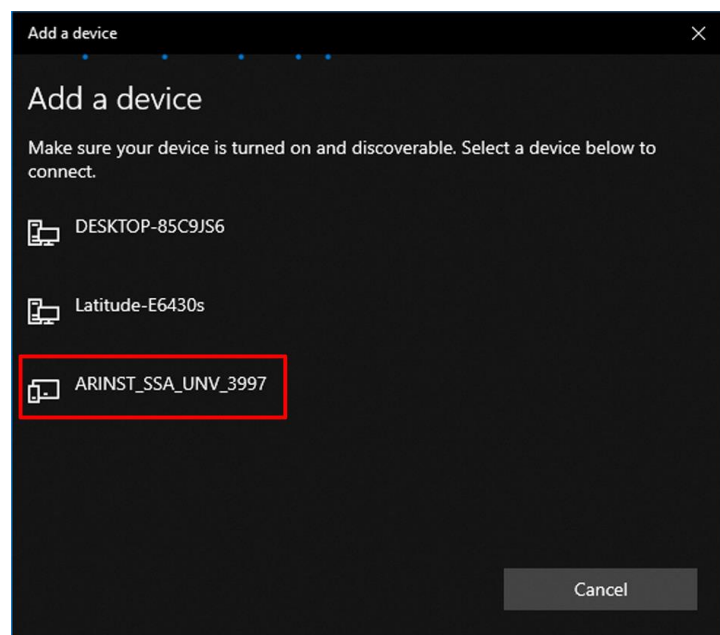 Add a device
Add a device
Make sure your device is turned on and discoverable. Select a device below to
connect.
DESKTOP-85C9JS6
Latitude-E6430s
ARINST_SSA_UNV_3997
Cancel